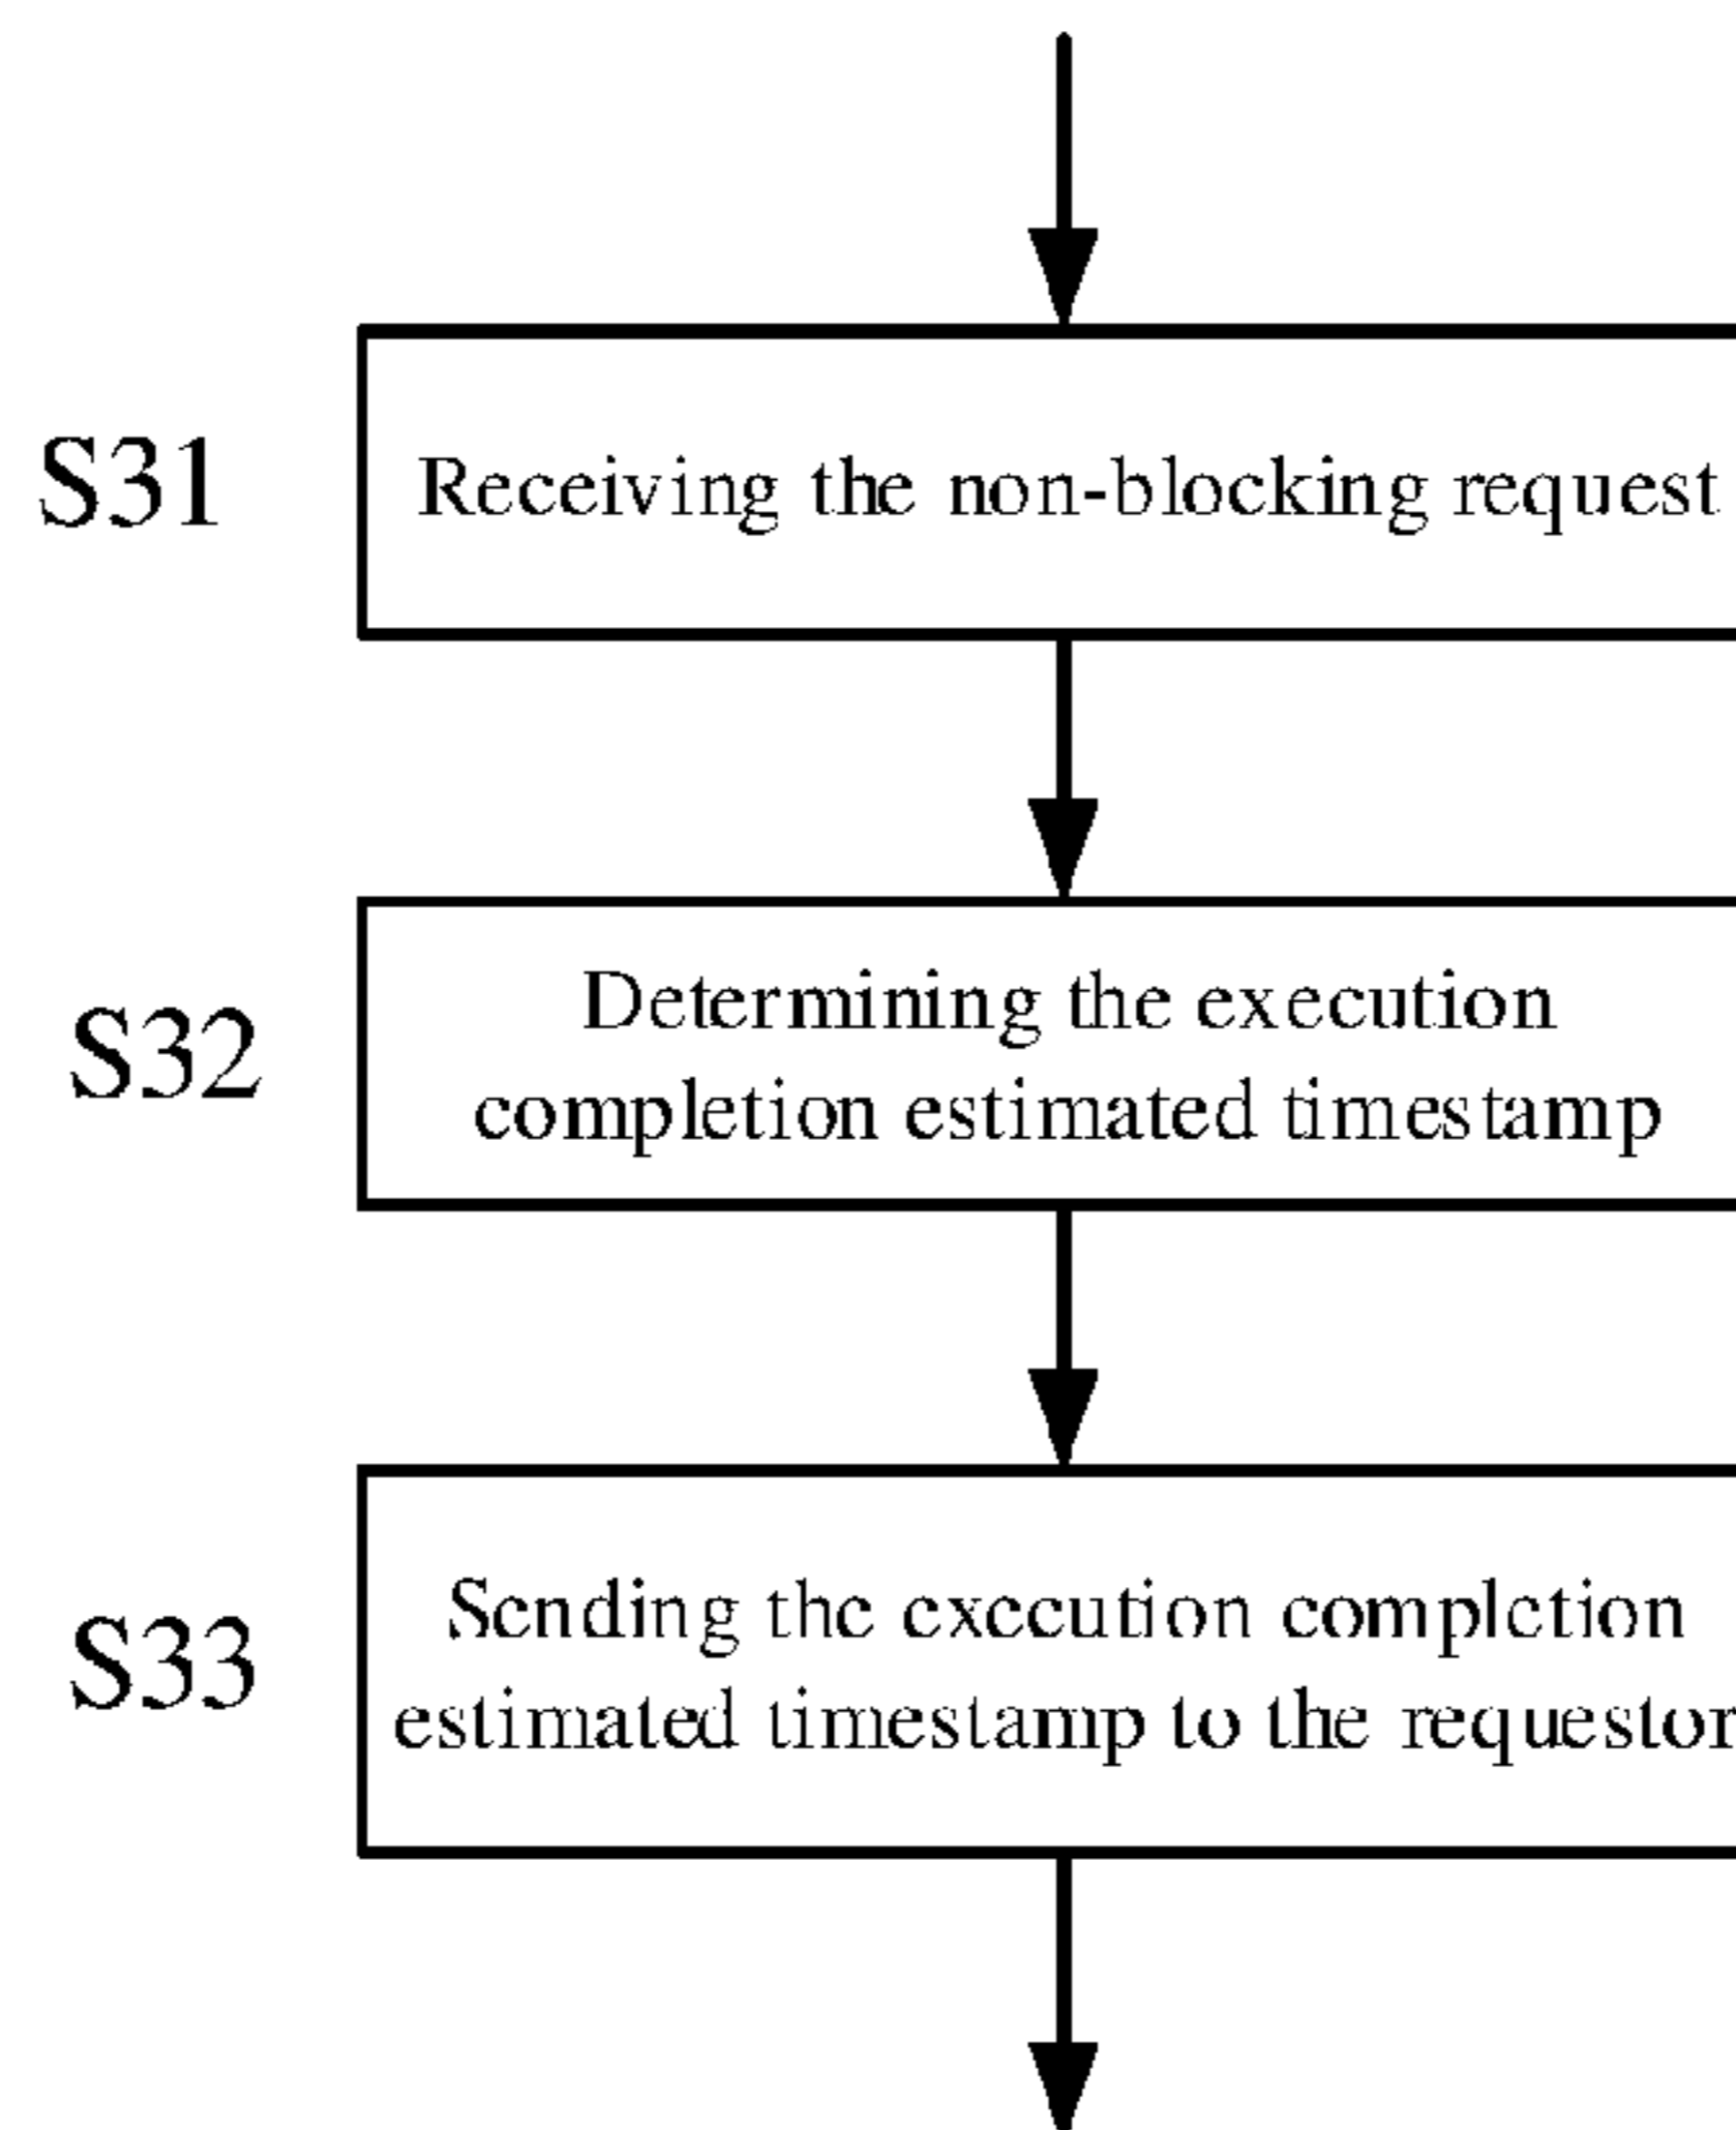 S31
Receiving the non-blocking request
S32
Determining the execution
completion estimated timestamp
S33
Sending the execution completion
estimated timestamp to the requestor